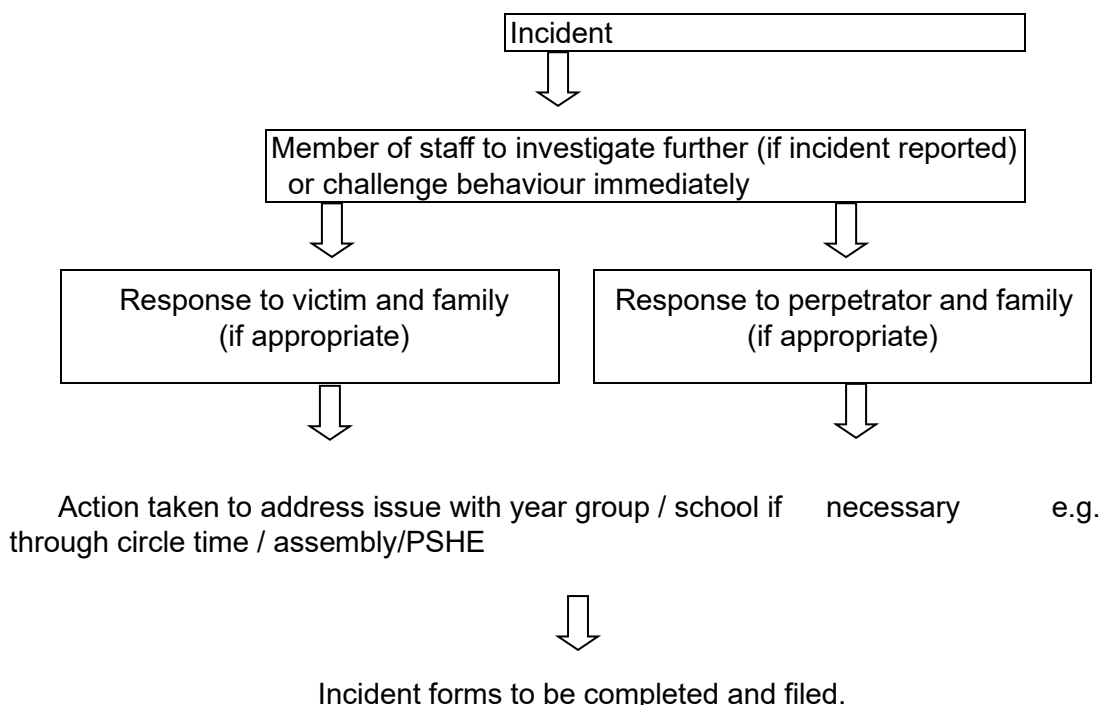 Incident
Member of staff to investigate further (if incident reported)
or challenge behaviour immediately
Response to victim and family
(if appropriate)
Response to perpetrator and family
(if appropriate)
Action taken to address issue with year group / school if necessary e.g.
through circle time / assembly/PSHE
Incident forms to be completed and filed.